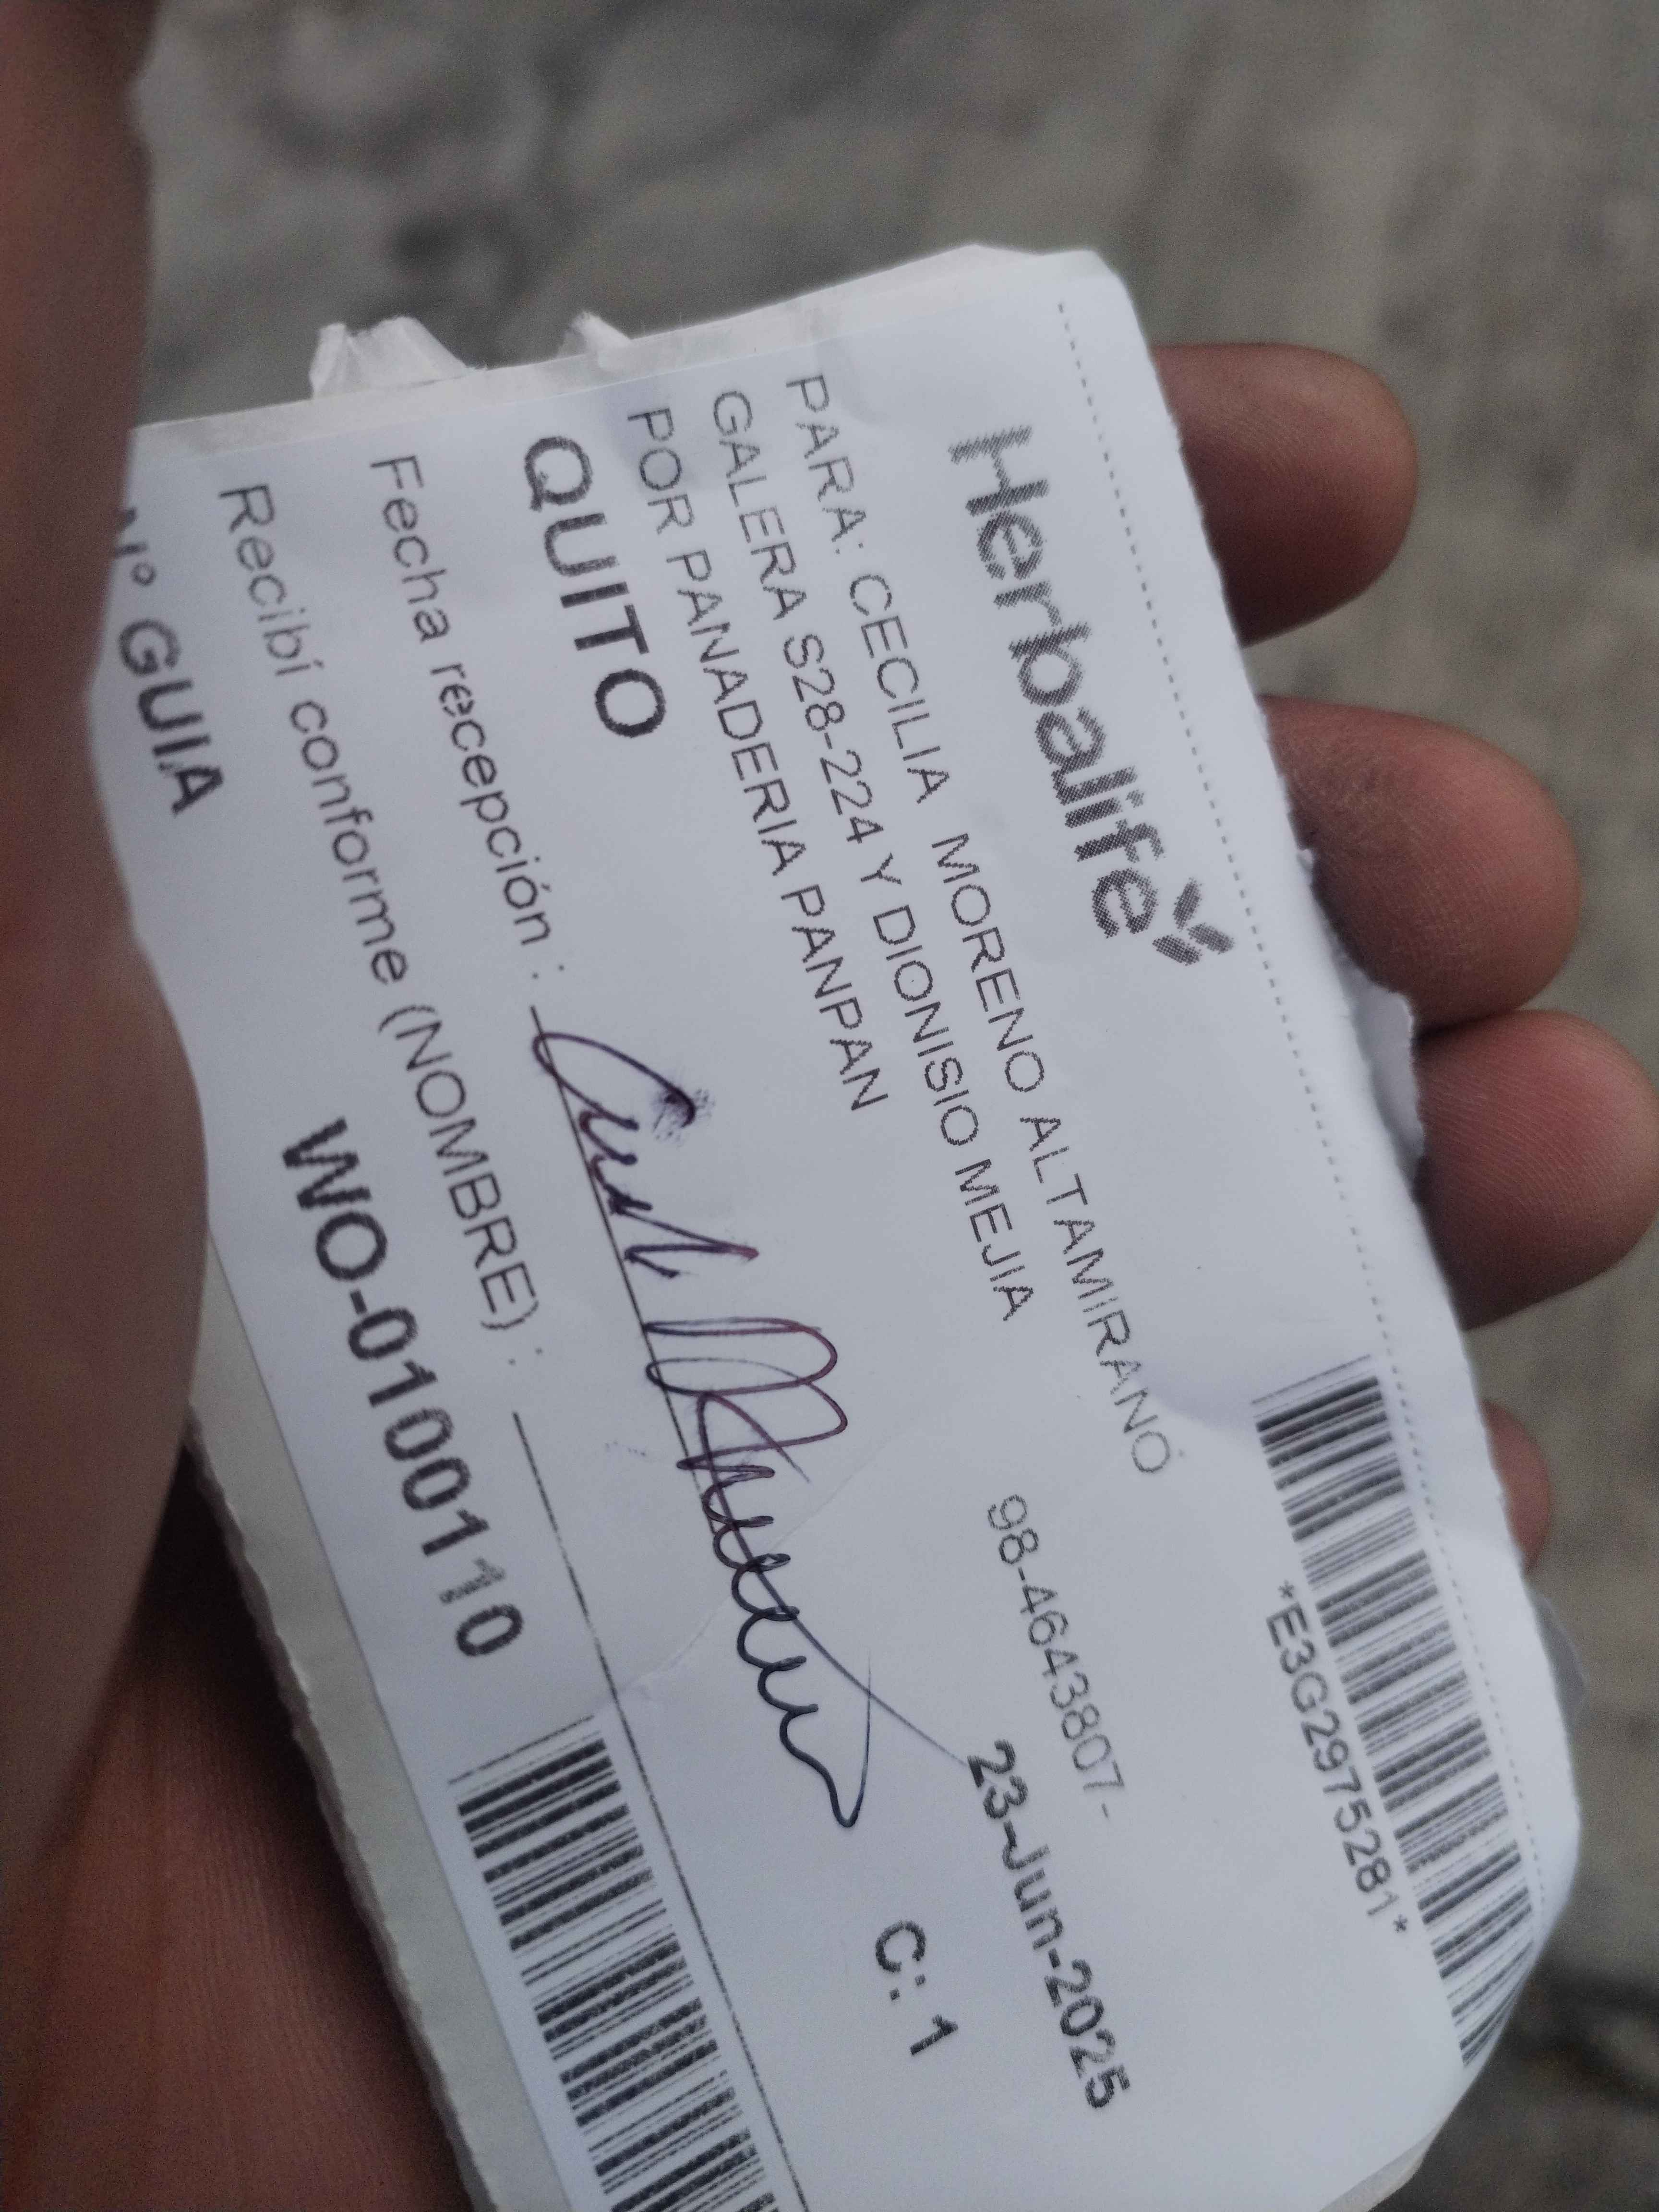 Herbalife
*E3G2975281*
PARA: CECILIA MORENO ALTAMIRANO
GALERA S28-224 Y DIONISIO MEJIA 98-4643807-
POR PANADERIA PANPAN 23-Jun-2025
QUITO C: 1
Fecha recepción :
Recibí conforme (NOMBRE) :
Nº GUIA WO-0100110